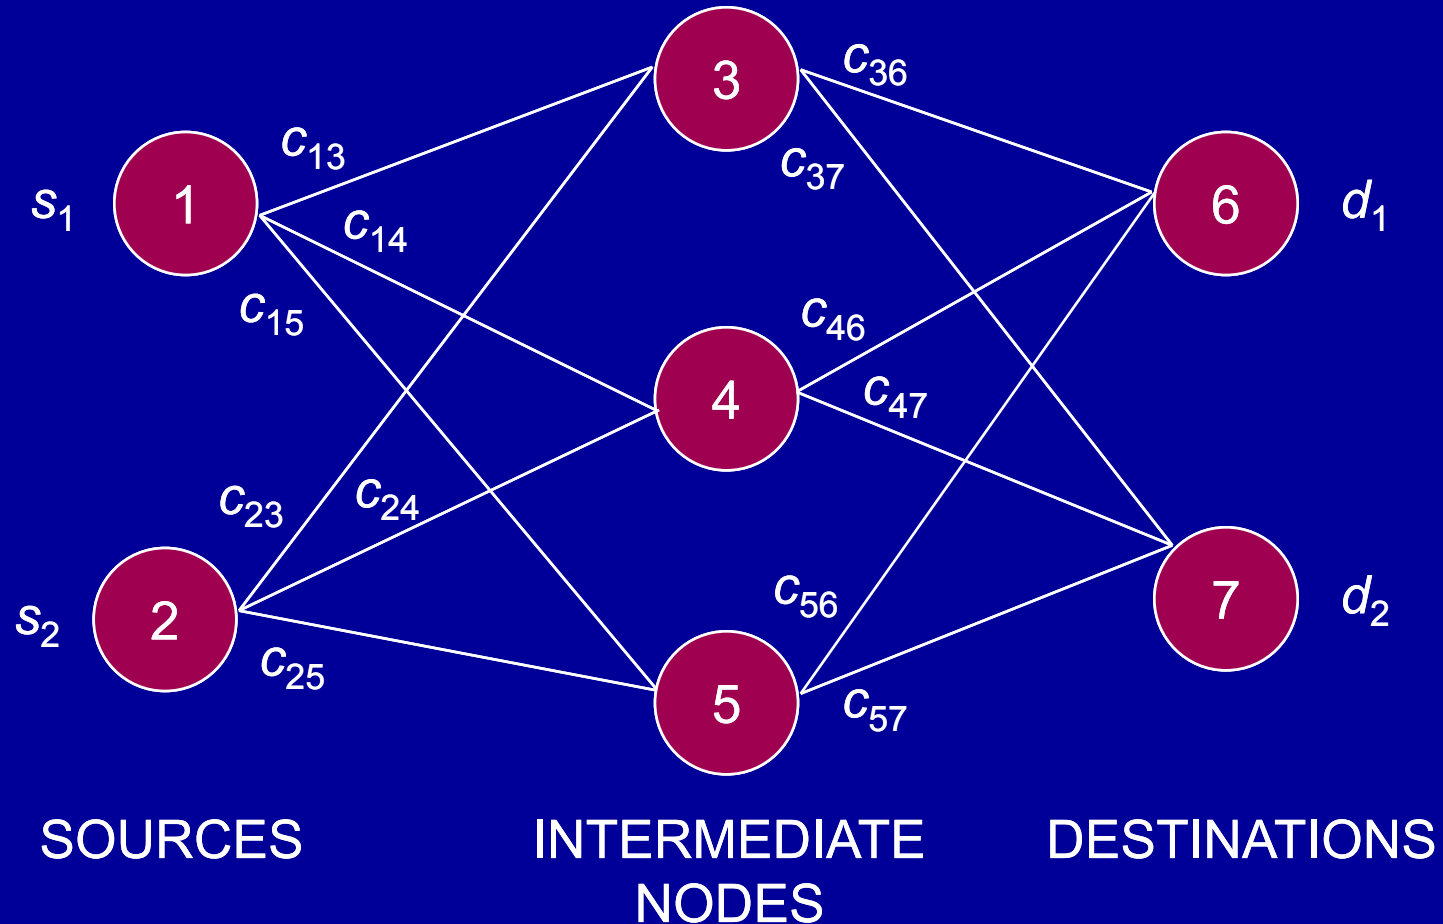 3
c36
c13
c37
s1
1
c14
6
d1
c15
c46
4
c47
c23
c24
c56
7
d2
s2
2
c25
5
c57
SOURCES
INTERMEDIATE
NODES
DESTINATIONS